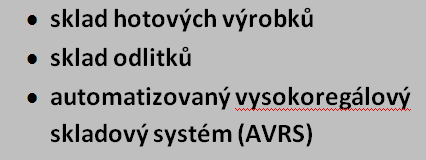 • sklad hotových výrobků
• sklad odlitků
• automatizovaný vysokoregálový
skladový systém (AVRS)